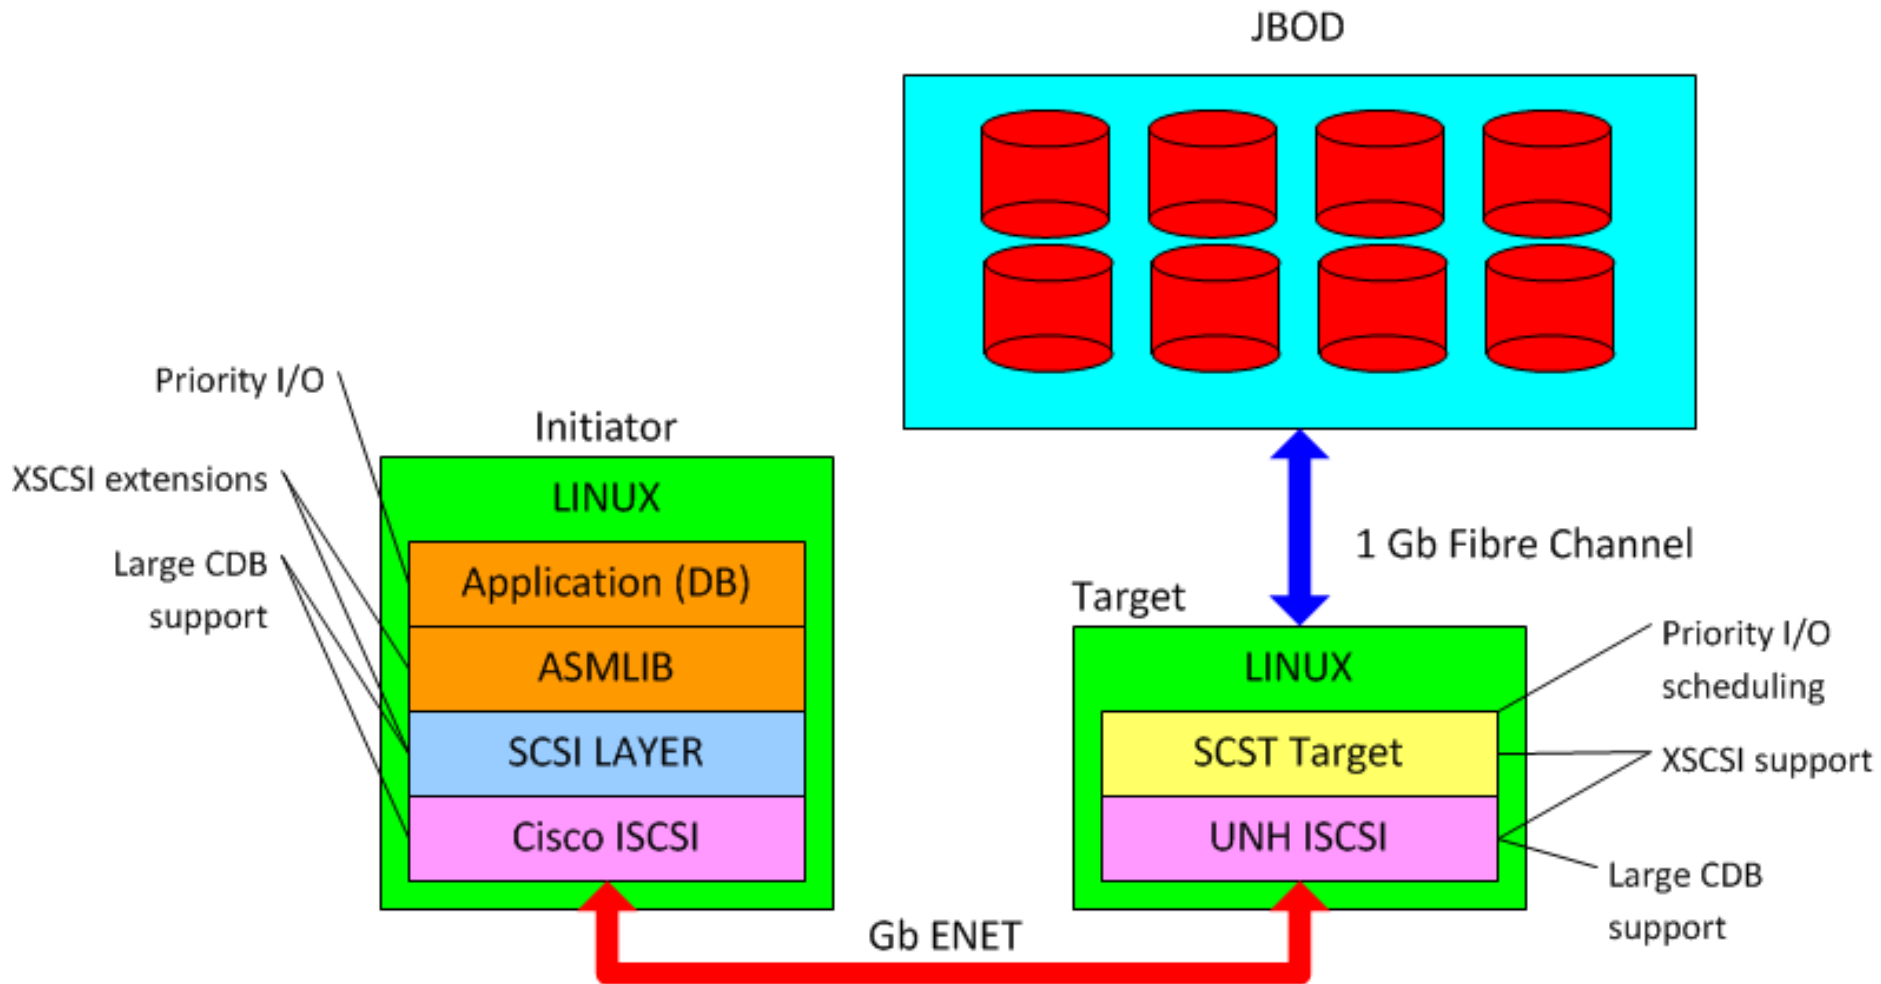 JBOD
Priority I/O
Initiator
XSCSI extensions
LINUX
Large CDB
support
Application (DB)
ASMLIB
SCSI LAYER
Cisco ISCSI
1 Gb Fibre Channel
Target
LINUX
Priority I/O
scheduling
SCST Target
XSCSI support
UNH ISCSI
Large CDB
support
Gb ENET